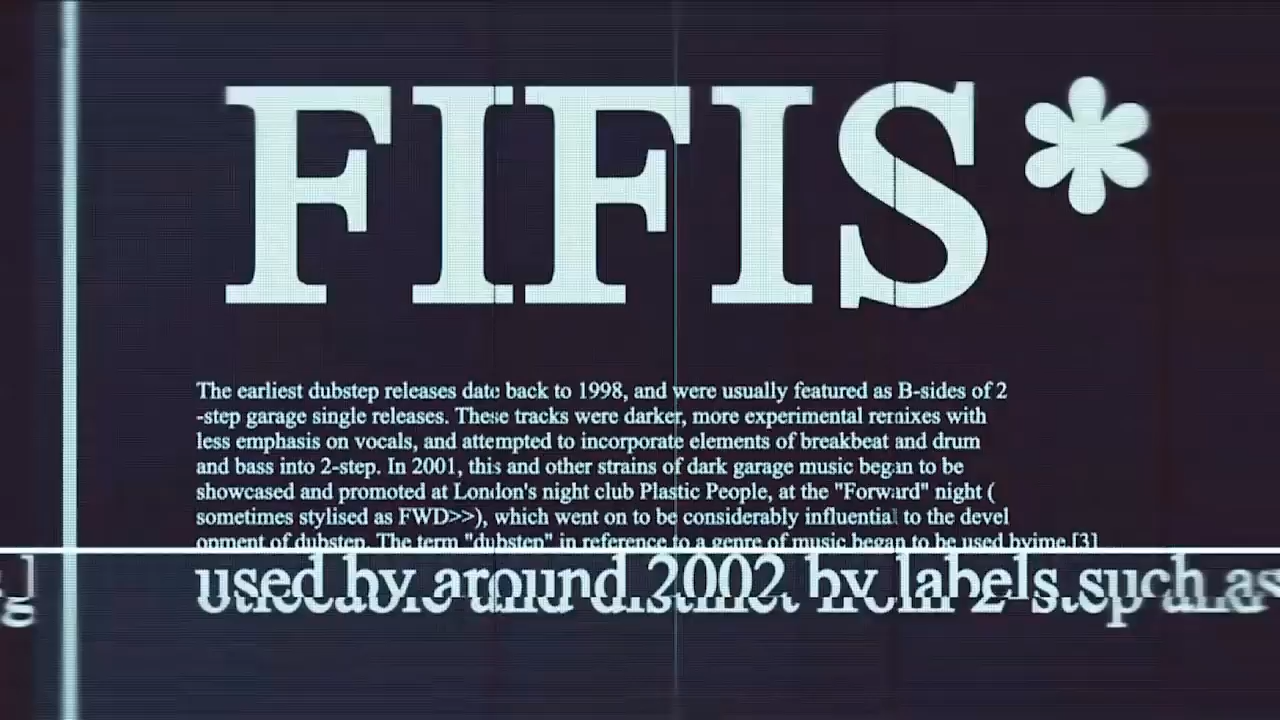 FIFIS*
The earliest dubstep releases date back to 1998, and were usually featured as B-sides of 2
-step garage single releases. These tracks were darker, more experimental remixes with
less emphasis on vocals, and attempted to incorporate elements of breakbeat and drum
and bass into 2-step. In 2001, this and other strains of dark garage music began to be
showcased and promoted at London's night club Plastic People, at the "Forward" night (
sometimes stylised as FWD>>), which went on to be considerably influential to the devel
opment of dubstep. The term "dubstep" in reference to a genre of music began to be used byime.[3]
used by around 2002 by labels such as